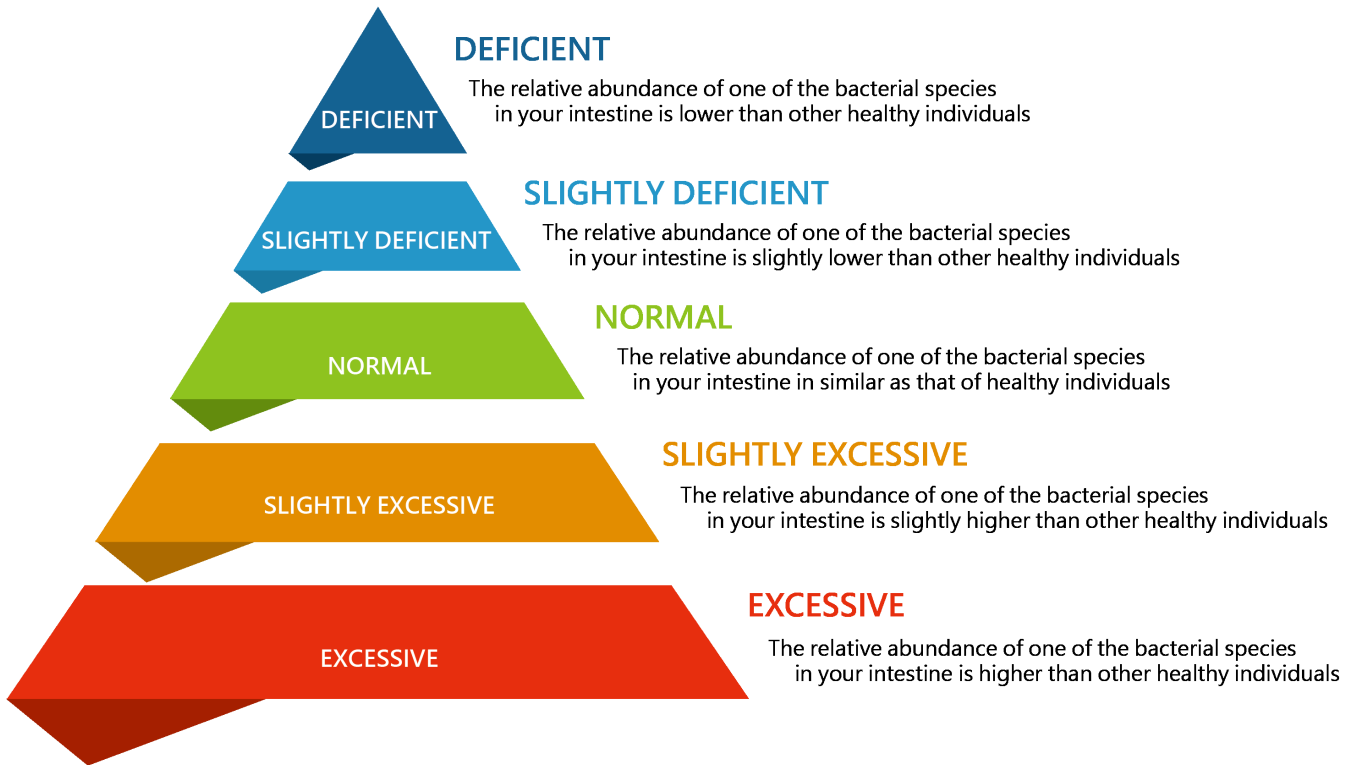 DEFICIENT
The relative abundance of one of the bacterial species
in your intestine is lower than other healthy individuals
DEFICIENT
SLIGHTLY DEFICIENT
The relative abundance of one of the bacterial species
in your intestine is slightly lower than other healthy individuals
SLIGHTLY DEFICIENT
NORMAL
The relative abundance of one of the bacterial species
in your intestine in similar as that of healthy individuals
NORMAL
SLIGHTLY EXCESSIVE
The relative abundance of one of the bacterial species
in your intestine is slightly higher than other healthy individuals
SLIGHTLY EXCESSIVE
EXCESSIVE
The relative abundance of one of the bacterial species
in your intestine is higher than other healthy individuals
EXCESSIVE